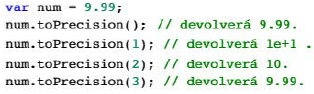 var num = 9.99;
num.toPrecision(); // devolverá 9.99.
num.toPrecision(1); // devolverá 1e+1 .
num.toPrecision(2); // devolverá 10.
num.toPrecision(3); // devolverá 9.99.